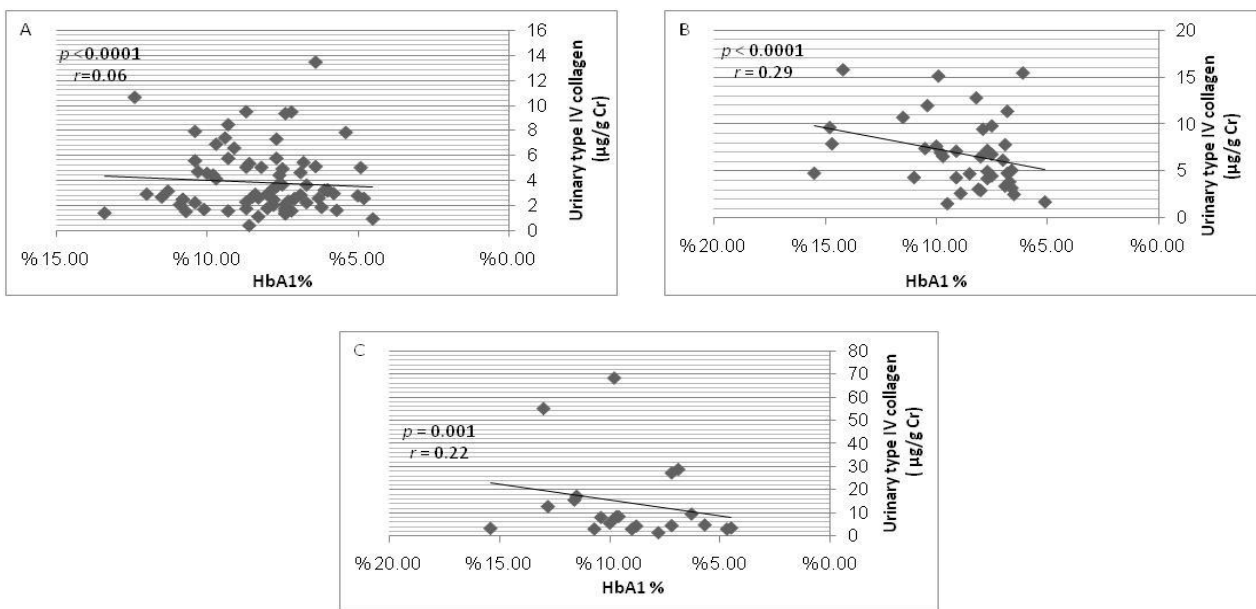 A
p < 0.0001
r=0.06
16
14
12
10
8
6
4
2
0
Urinary type IV collagen
(µg/g Cr)
%15.00 %10.00 %5.00 %0.00
HbA1%
B
p < 0.0001
r = 0.29
20
15
10
5
0
Urinary type IV collagen
(µg/g Cr)
%20.00 %15.00 %10.00 %5.00 %0.00
HbA1 %
C
p = 0.001
r = 0.22
80
70
60
50
40
30
20
10
0
Urinary type IV collagen
( µg/g Cr)
%20.00 %15.00 %10.00 %5.00 %0.00
HbA1 %